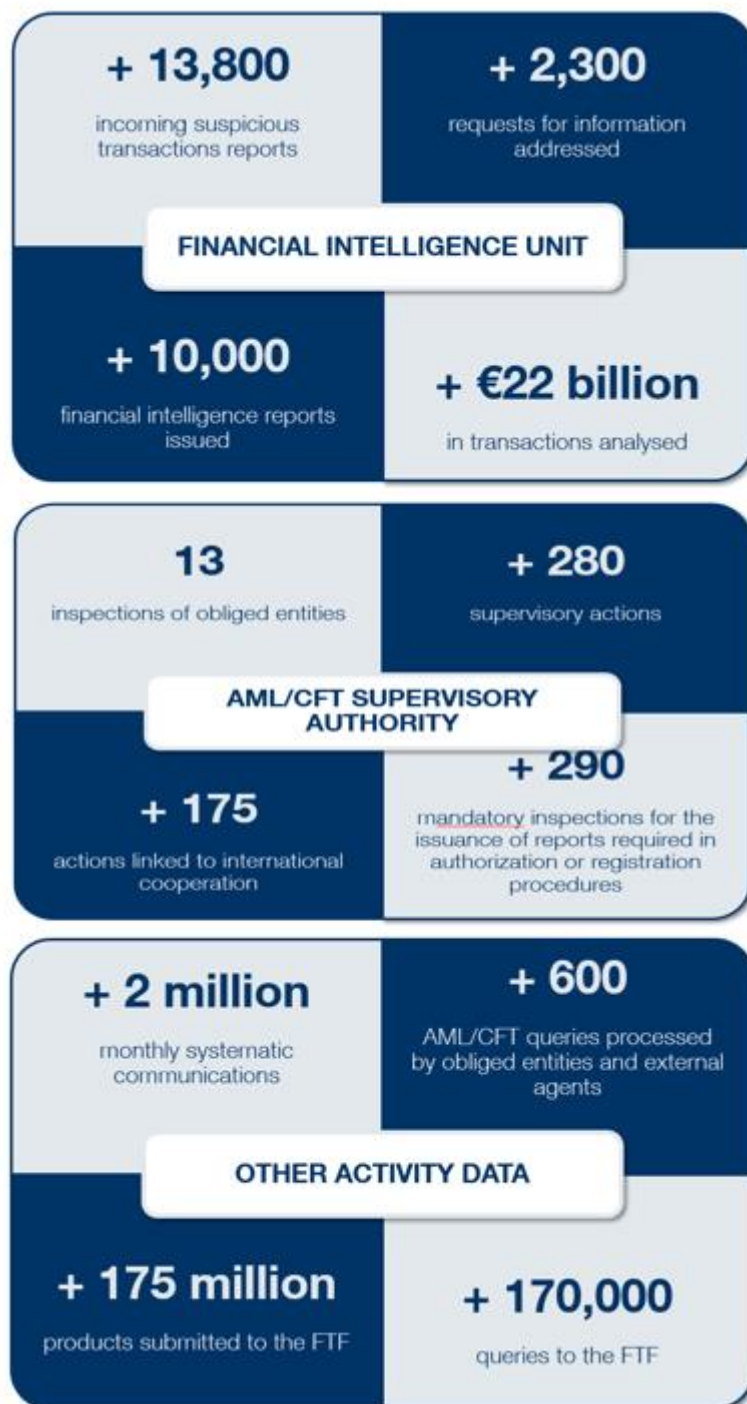 + 13,800
incoming suspicious
transactions reports
+ 2,300
requests for information
addressed
FINANCIAL INTELLIGENCE UNIT
+ 10,000
financial intelligence reports
issued
+ €22 billion
in transactions analysed
13
inspections of obliged entities
+ 280
supervisory actions
AML/CFT SUPERVISORY
AUTHORITY
+ 175
actions linked to international
cooperation
+ 290
mandatory inspections for the
issuance of reports required in
authorization or registration
procedures
+ 2 million
monthly systematic
communications
+ 600
AML/CFT queries processed
by obliged entities and external
agents
OTHER ACTIVITY DATA
+ 175 million
products submitted to the FTF
+ 170,000
queries to the FTF